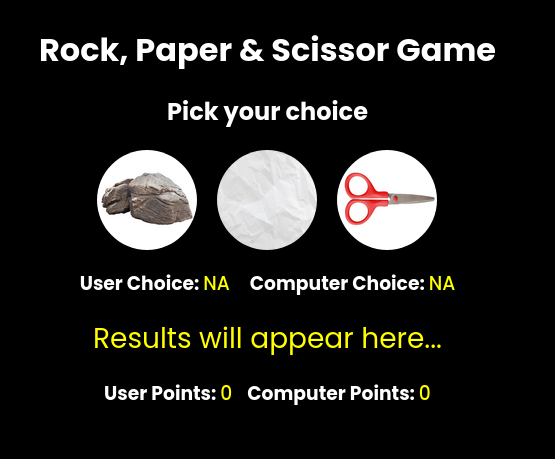 Rock, Paper & Scissor Game
Pick your choice
User Choice: NA Computer Choice: NA
Results will appear here...
User Points: 0 Computer Points: 0